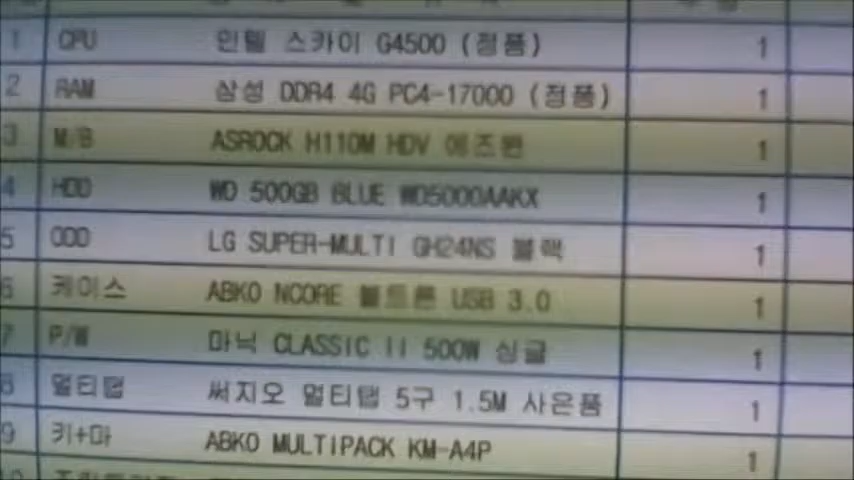 1 CPU 인텔 스카이 G4500 (정품) 1
2 RAM 삼성 DDR4 4G PC4-17000 (정품) 1
3 M/B ASROCK H110M HDV 에즈윈 1
4 HDD WD 500GB BLUE WD5000AAKX 1
5 ODD LG SUPER-MULTI GH24NS 블랙 1
6 케이스 ABKO NCORE 볼트론 USB 3.0 1
7 P/W 마닉 CLASSIC II 500W 싱글 1
8 멀티탭 써지오 멀티탭 5구 1.5M 사은품 1
9 키+마 ABKO MULTIPACK KM-A4P 1
10